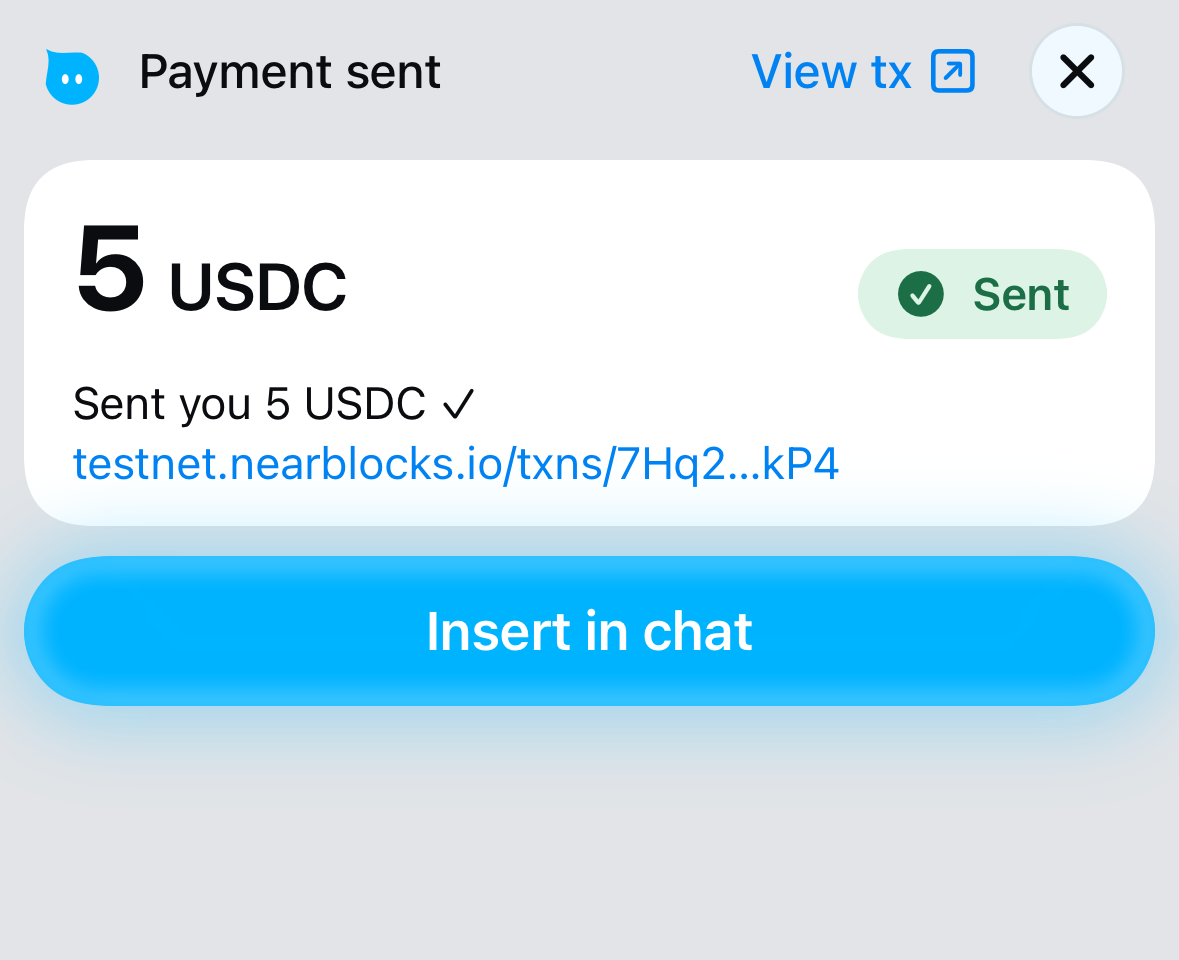 Payment sent
View tx
5 USDC
Sent
Sent you 5 USDC ✓
testnet.nearblocks.io/txns/7Hq2...kP4
Insert in chat